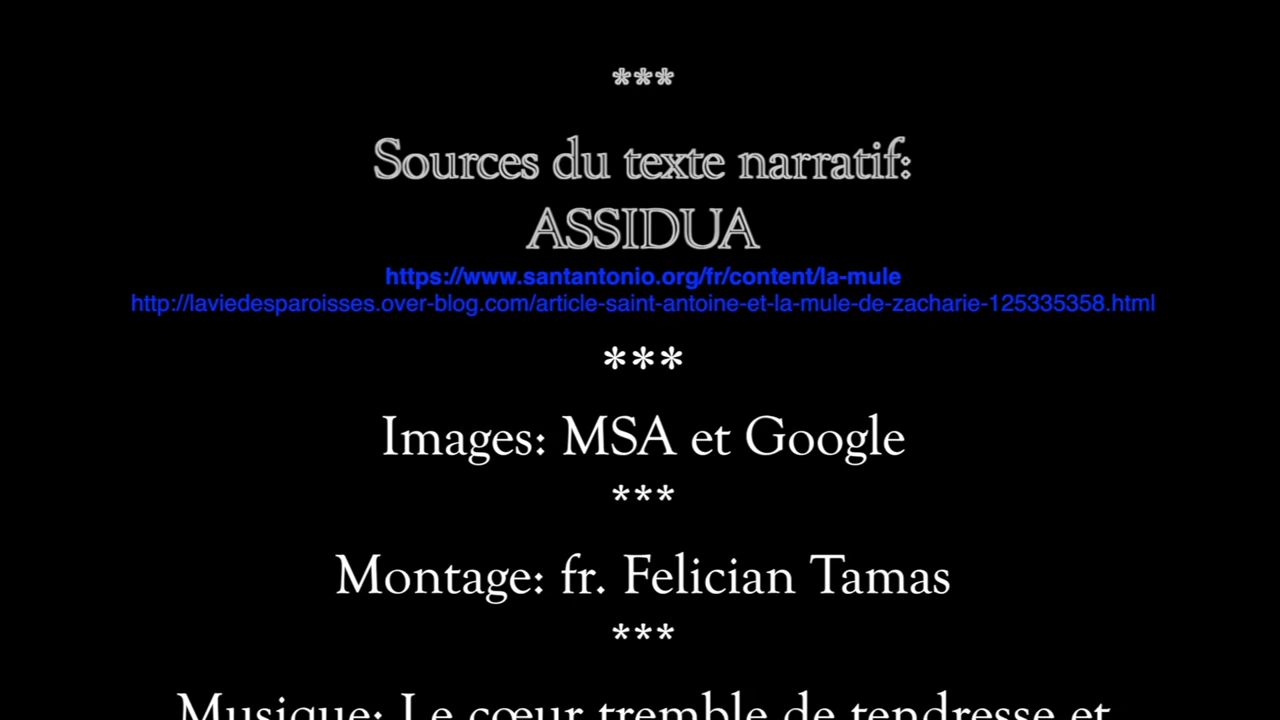 ***
Sources du texte narratif:
ASSIDUA
https://www.santantonio.org/fr/content/la-mule
http://laviedesparoisses.over-blog.com/article-saint-antoine-et-la-mule-de-zacharie-125335358.html
***
Images: MSA et Google
***
Montage: fr. Felician Tamas
***
Musique: Le cœur tremble de tendresse et